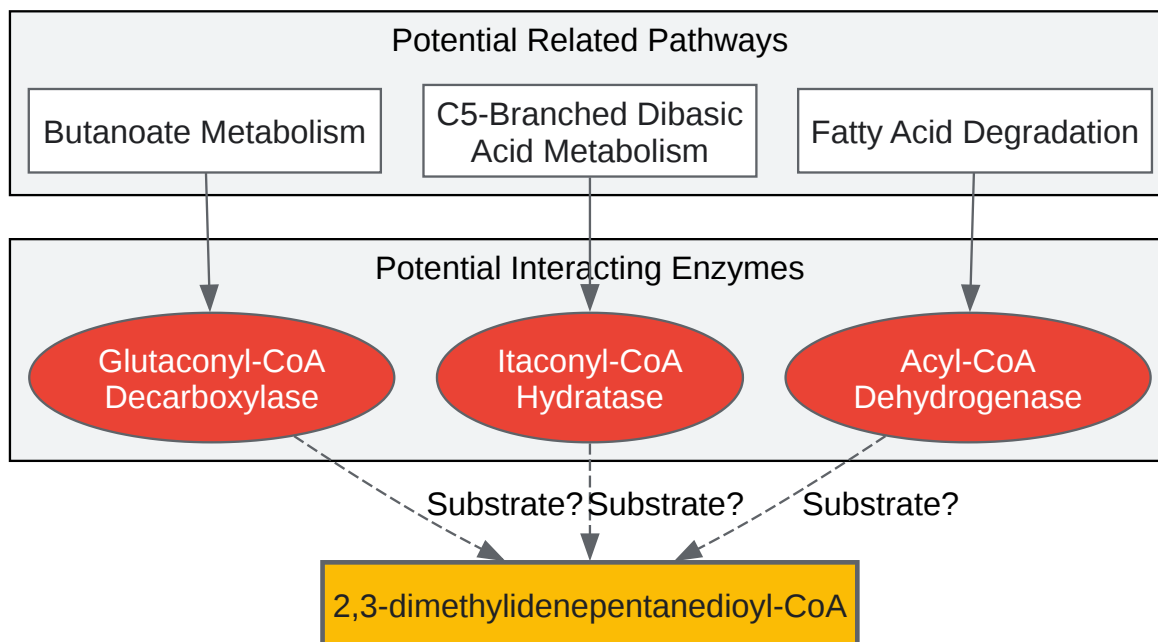 Potential Related Pathways
Butanoate Metabolism
C5-Branched Dibasic
Acid Metabolism
Fatty Acid Degradation
Potential Interacting Enzymes
Glutaconyl-CoA
Decarboxylase
Itaconyl-CoA
Hydratase
Acyl-CoA
Dehydrogenase
Substrate?
Substrate?
Substrate?
2,3-dimethylidenepentanedioyl-CoA